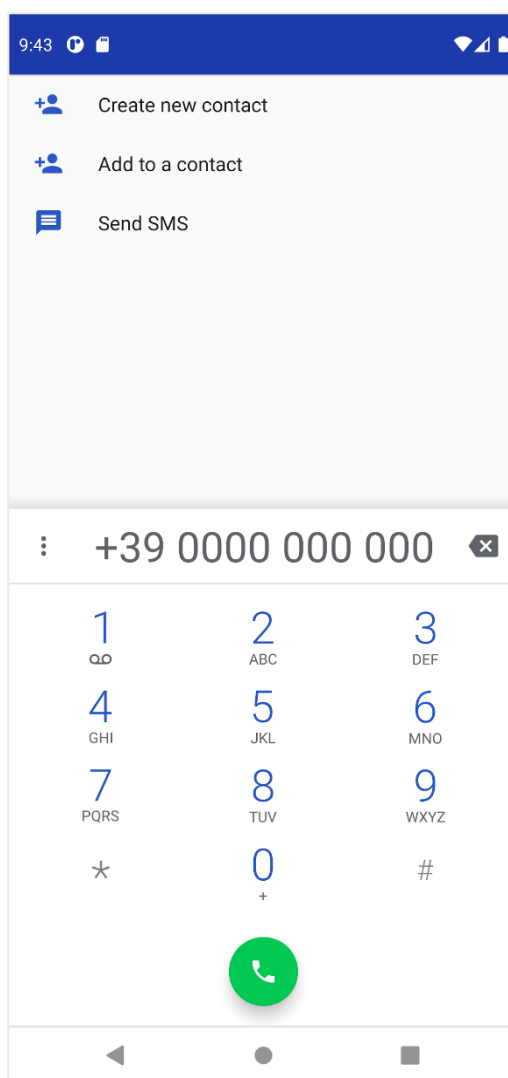 9:43
Create new contact
Add to a contact
Send SMS
+39 0000 000 000
1 2 3
ABC DEF
4 5 6
GHI JKL MNO
7 8 9
PQRS TUV WXYZ
* 0 #
+